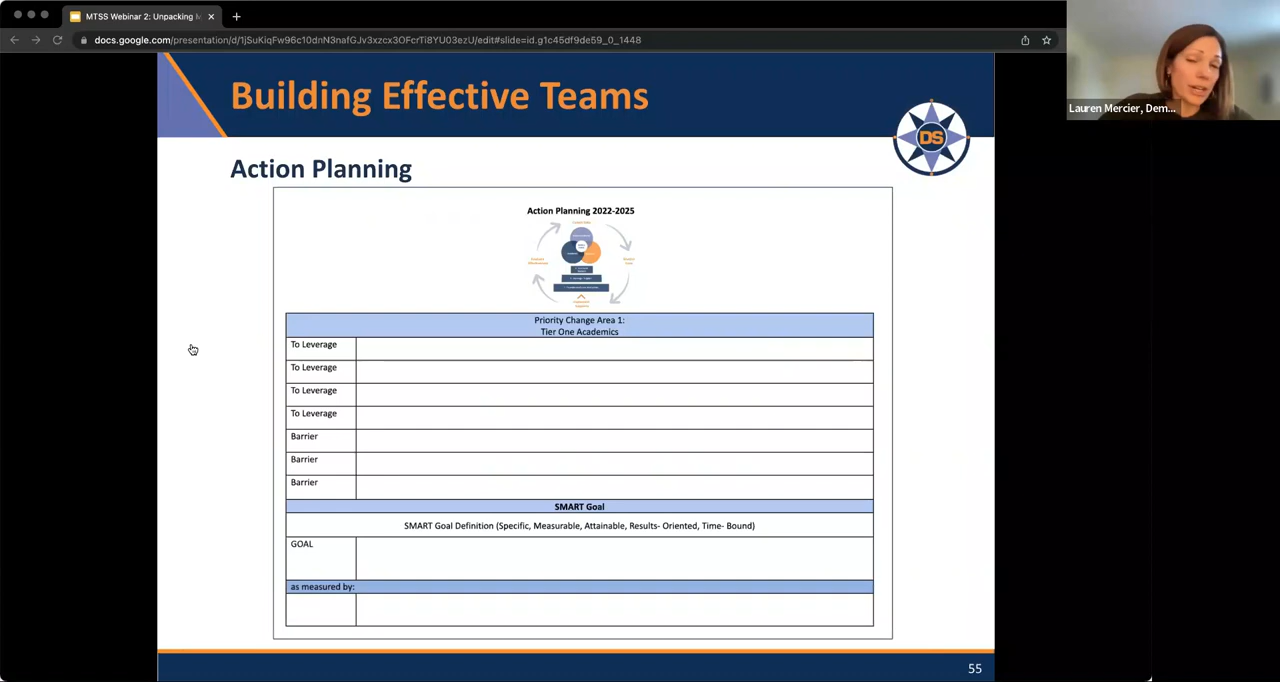 MTSS Webinar 2: Unpacking M
docs.google.com/presentation/d/1jSuKiqFw96c10dnN3nafGJv3xzcx3OFcrTi8YU03ezU/edit#slide=id.g1c45df9de59_0_1448
Lauren Mercier, Dem...
Building Effective Teams
DS
Action Planning
Action Planning 2022-2025
Priority Change Area 1:
Tier One Academics
To Leverage
To Leverage
To Leverage
To Leverage
Barrier
Barrier
Barrier
SMART Goal
SMART Goal Definition (Specific, Measurable, Attainable, Results- Oriented, Time- Bound)
GOAL
as measured by:
55